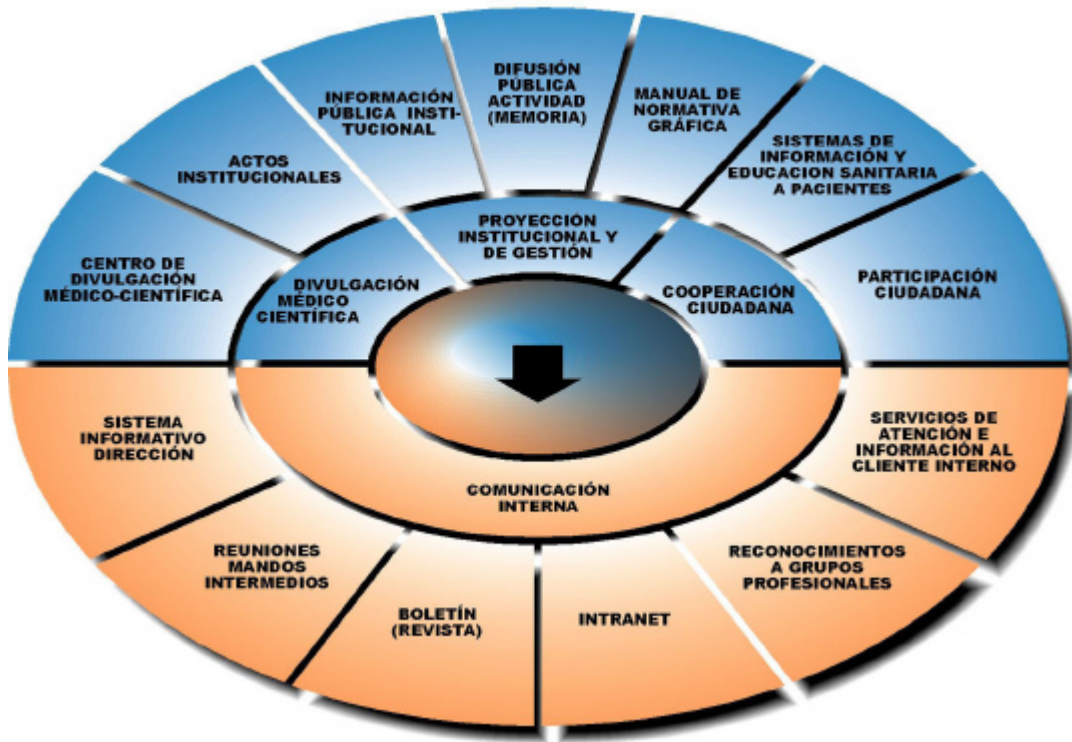 DIFUSIÓN
PÚBLICA
ACTIVIDAD
(MEMORIA)
INFORMACIÓN
PÚBLICA INSTI-
TUCIONAL
MANUAL DE
NORMATIVA
GRÁFICA
ACTOS
INSTITUCIONALES
SISTEMAS DE
INFORMACIÓN Y
EDUCACION SANITARIA
A PACIENTES
CENTRO DE
DIVULGACIÓN
MÉDICO-CIENTÍFICA
PARTICIPACIÓN
CIUDADANA
PROYECCIÓN
INSTITUCIONAL Y
DE GESTIÓN
DIVULGACIÓN
MÉDICO
CIENTÍFICA
COOPERACIÓN
CIUDADANA
COMUNICACIÓN
INTERNA
SISTEMA
INFORMATIVO
DIRECCIÓN
SERVICIOS DE
ATENCIÓN E
INFORMACIÓN AL
CLIENTE INTERNO
REUNIONES
MANDOS
INTERMEDIOS
RECONOCIMIENTOS
A GRUPOS
PROFESIONALES
BOLETÍN
(REVISTA)
INTRANET